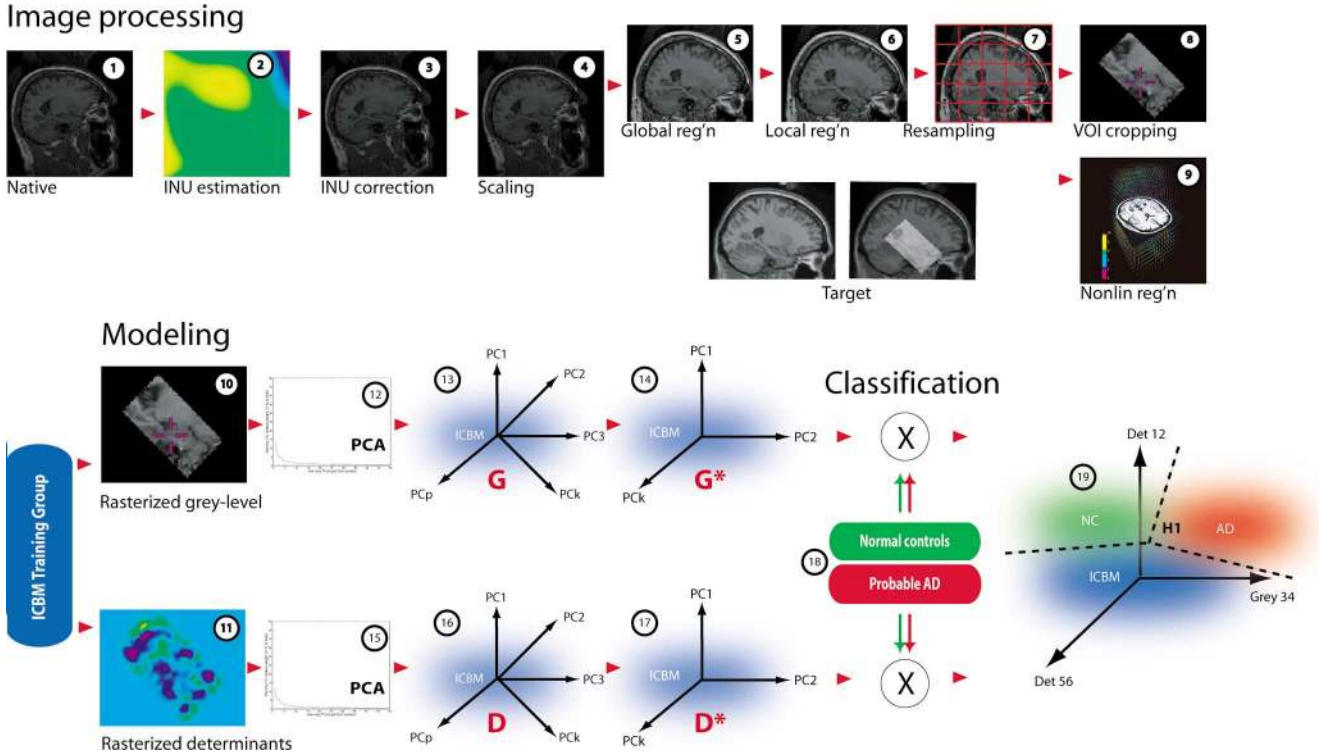 Image processing
1
2
3
4
5
6
7
8
Native
INU estimation
INU correction
Scaling
Global reg'n
Local reg'n
Resampling
VOI cropping
9
Target
Nonlin reg'n
Modeling
ICBM Training Group
10
Rasterized grey-level
12
PCA
13
PC1
PC2
PC3
PCk
PCp
ICBM
G
14
PC1
PC2
PCk
ICBM
G*
11
Rasterized determinants
15
PCA
16
PC1
PC2
PC3
PCk
PCp
ICBM
D
17
PC1
PC2
PCk
ICBM
D*
Classification
X
18
Normal controls
Probable AD
X
19
Det 12
NC
H1
AD
ICBM
Grey 34
Det 56